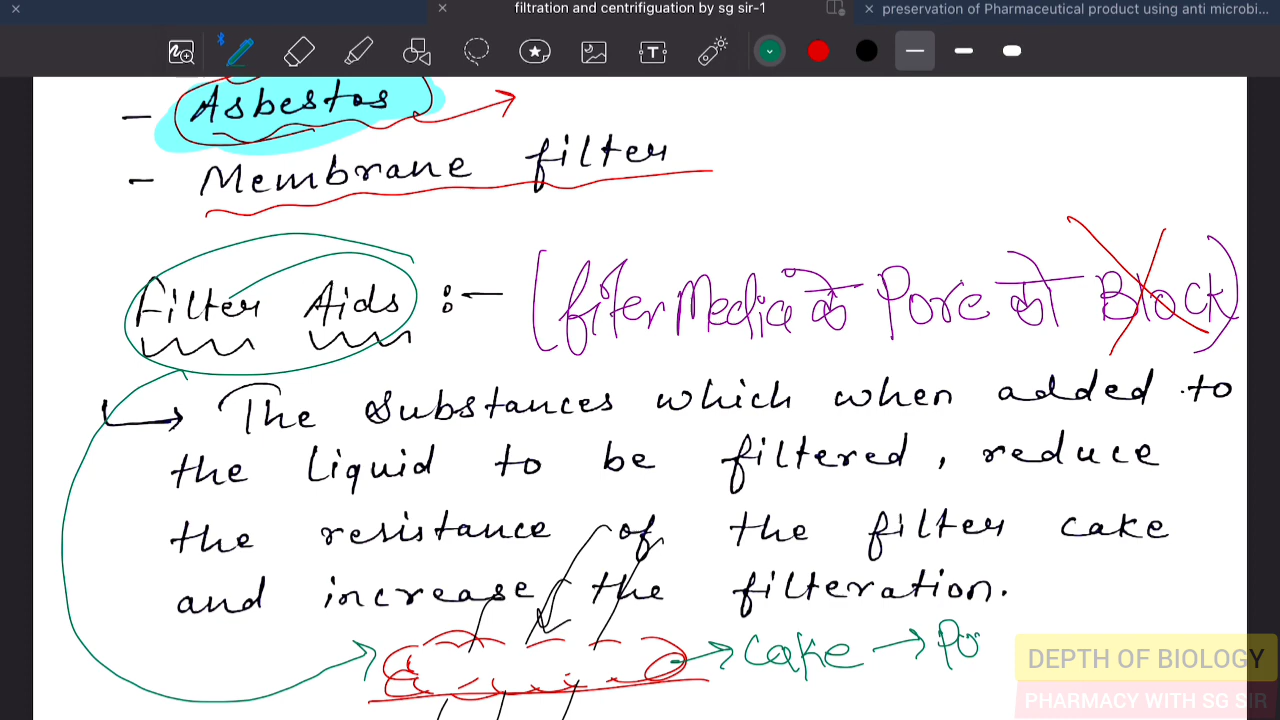 filtration and centrifiguation by sg sir-1
preservation of Pharmaceutical product using anti microbi...
- Asbestos
- Membrane filter
Filter Aids :- (filter Media के Pore को Block)
The Substances which when added to
the liquid to be filtered, reduce
the resistance of the filter cake
and increase the filteration.
cake → Po
DEPTH OF BIOLOGY
PHARMACY WITH SG SIR